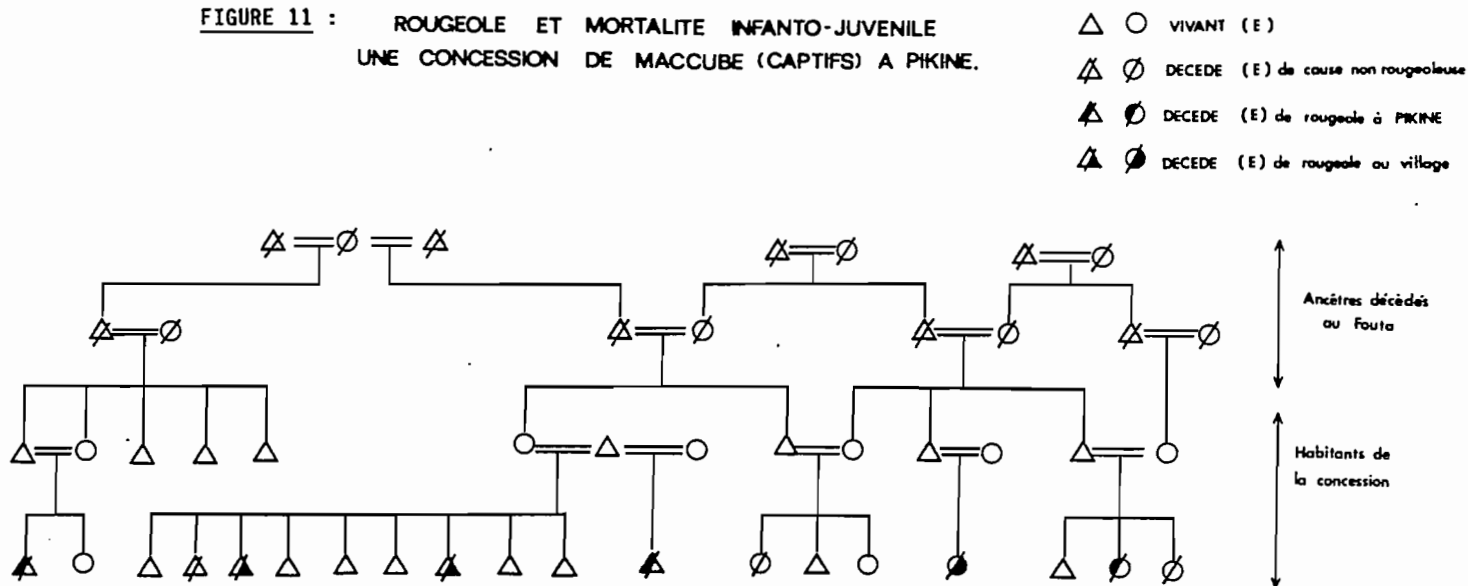 FIGURE 11 : ROUGEOLE ET MORTALITE INFANTO-JUVENILE
UNE CONCESSION DE MACCUBE (CAPTIFS) A PIKINE.
VIVANT (E)
DECEDE (E) de cause non rougeoleuse
DECEDE (E) de rougeole à PIKINE
DECEDE (E) de rougeole au village
Ancêtres décèdés
au Fouta
Habitants de
la concession